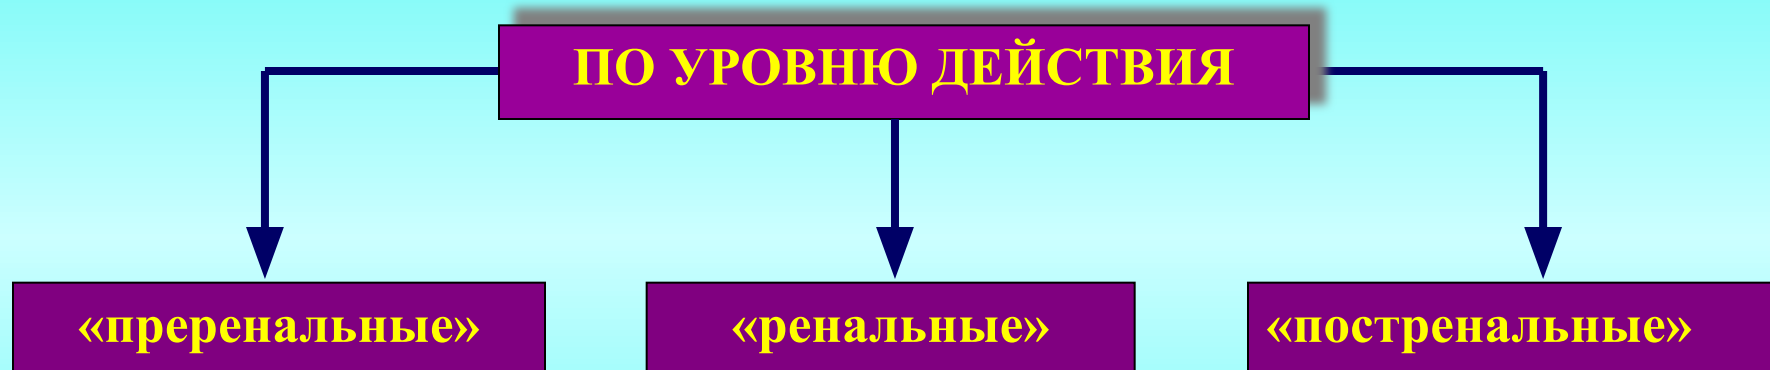 ПО УРОВНЮ ДЕЙСТВИЯ
«преренальные»
«ренальные»
«постренальные»